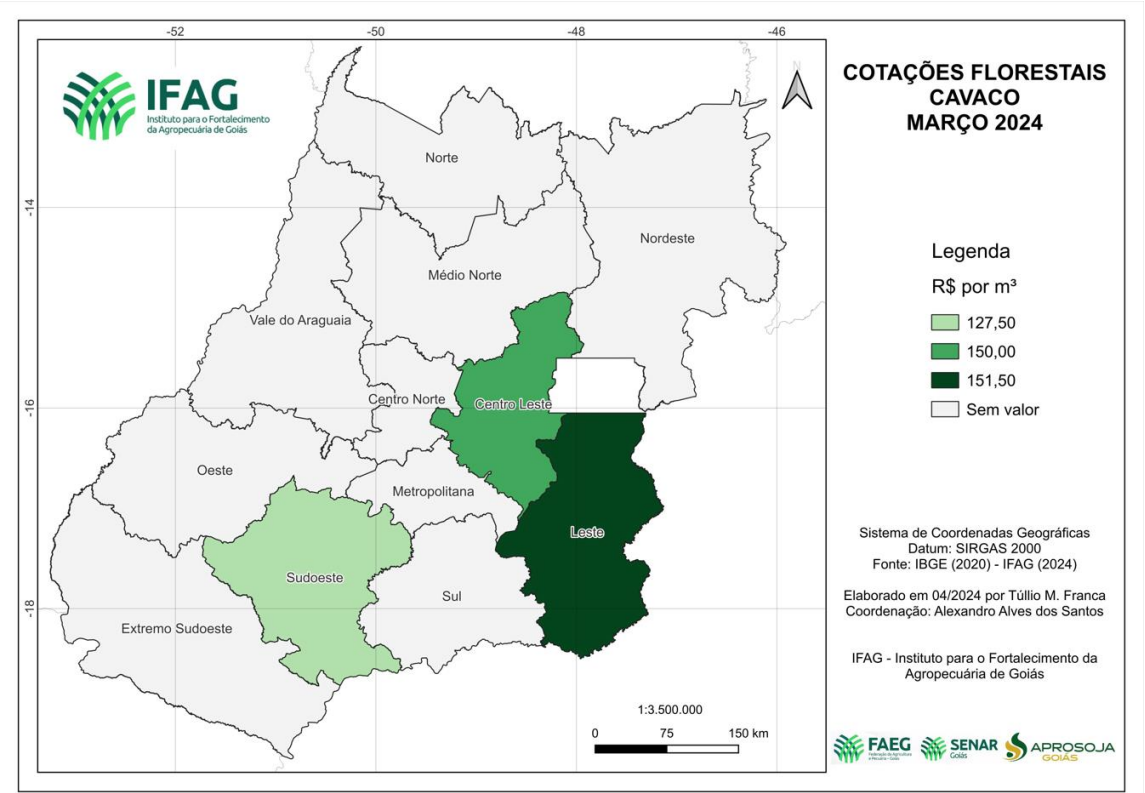 -52
-50
-48
-46
IFAG
Instituto para o Fortalecimento
da Agropecuária de Goiás
N
COTAÇÕES FLORESTAIS
CAVACO
MARÇO 2024
Norte
-14
Nordeste
Médio Norte
Vale do Araguaia
Centro Norte
Centro Leste
-16
Oeste
Metropolitana
Leste
Sudoeste
Sul
-18
Extremo Sudoeste
Legenda
R$ por m³
127,50
150,00
151,50
Sem valor
Sistema de Coordenadas Geográficas
Datum: SIRGAS 2000
Fonte: IBGE (2020) - IFAG (2024)
Elaborado em 04/2024 por Túllio M. Franca
Coordenação: Alexandro Alves dos Santos
IFAG - Instituto para o Fortalecimento da
Agropecuária de Goiás
1:3.500.000
0 75 150 km
FAEG
SENAR
Goiás
APROSOJA
GOIÁS